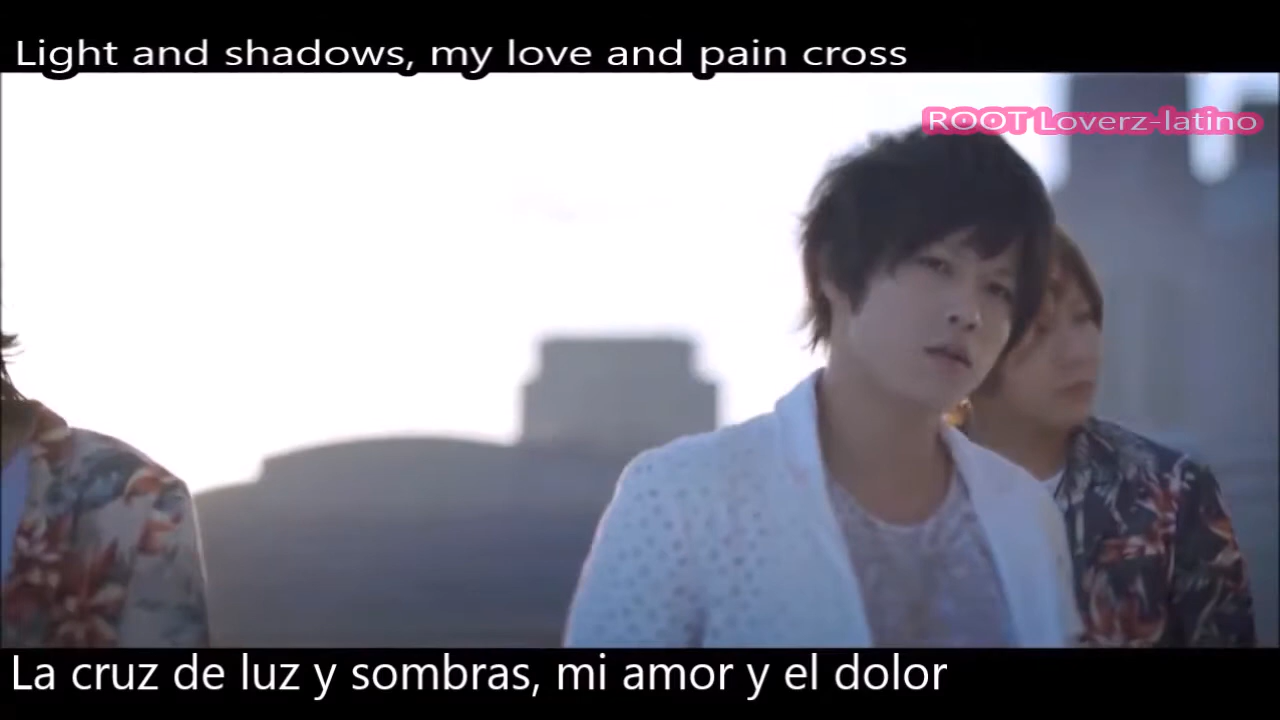 Light and shadows, my love and pain cross
ROOT Loverz-latino
La cruz de luz y sombras, mi amor y el dolor